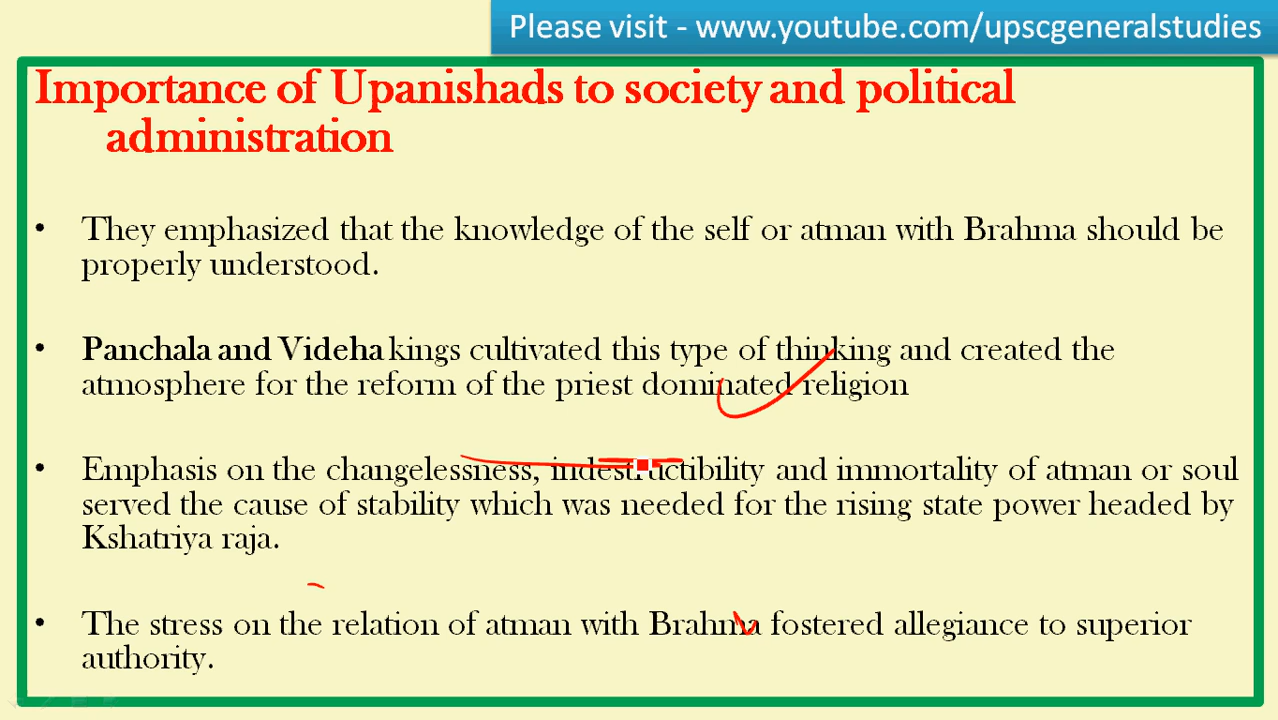 Please visit - www.youtube.com/upscgeneralstudies
Importance of Upanishads to society and political
administration
• They emphasized that the knowledge of the self or atman with Brahma should be
properly understood.
• Panchala and Videha kings cultivated this type of thinking and created the
atmosphere for the reform of the priest dominated religion
• Emphasis on the changelessness, indestructibility and immortality of atman or soul
served the cause of stability which was needed for the rising state power headed by
Kshatriya raja.
• The stress on the relation of atman with Brahma fostered allegiance to superior
authority.